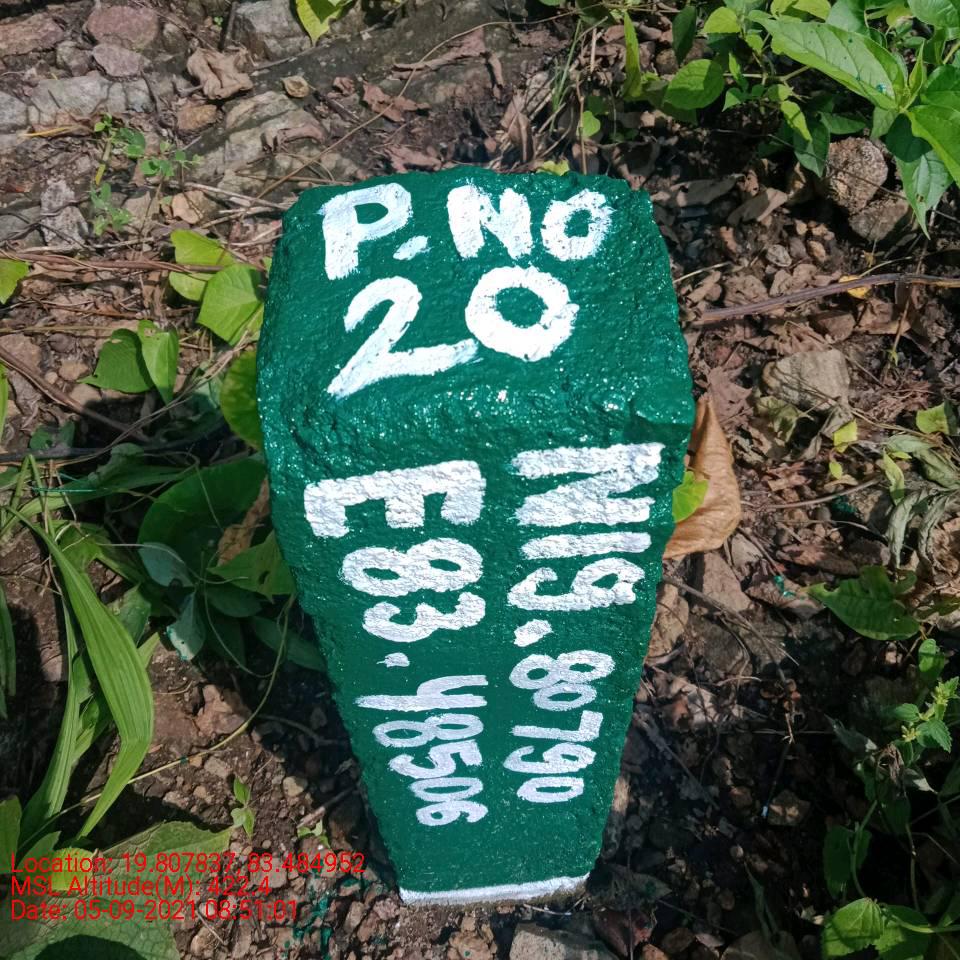 P. NO
20
N19.80790
E83.48506
Location: 19.807837, 83.484952
MSL Altitude(M): 422.4
Date: 05-09-2021 08:51:01